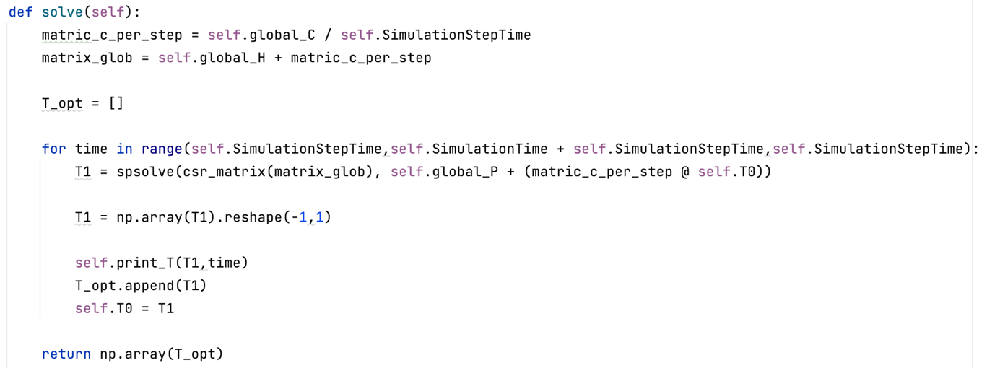 def solve(self):
    matric_c_per_step = self.global_C / self.SimulationStepTime
    matrix_glob = self.global_H + matric_c_per_step
    T_opt = []
    for time in range(self.SimulationStepTime,self.SimulationTime + self.SimulationStepTime,self.SimulationStepTime):
        T1 = spsolve(csr_matrix(matrix_glob), self.global_P + (matric_c_per_step @ self.T0))
        T1 = np.array(T1).reshape(-1,1)
        self.print_T(T1,time)
        T_opt.append(T1)
        self.T0 = T1
    return np.array(T_opt)